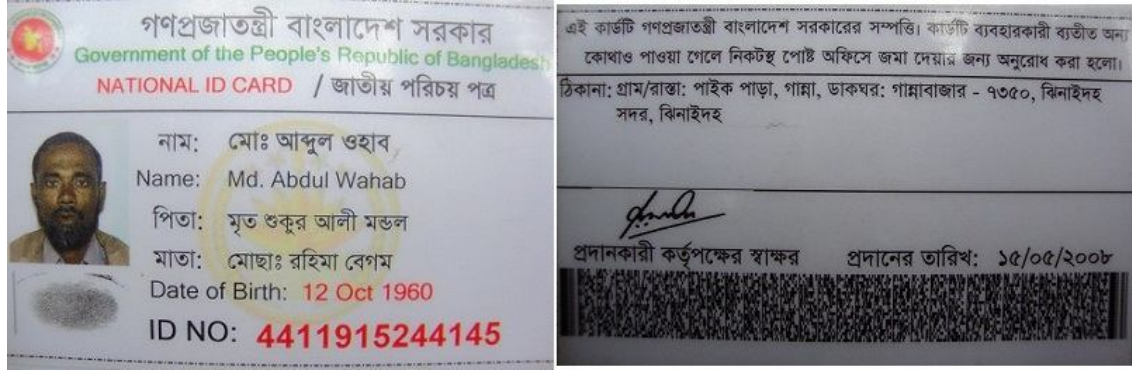 গণপ্রজাতন্ত্রী বাংলাদেশ সরকার
Government of the People's Republic of Bangladesh
NATIONAL ID CARD / জাতীয় পরিচয় পত্র
নাম: মোঃ আব্দুল ওহাব
Name: Md. Abdul Wahab
পিতা: মৃত শুকুর আলী মন্ডল
মাতা: মোছাঃ রহিমা বেগম
Date of Birth: 12 Oct 1960
ID NO: 4411915244145
এই কার্ডটি গণপ্রজাতন্ত্রী বাংলাদেশ সরকারের সম্পত্তি। কার্ডটি ব্যবহারকারী ব্যতীত অন্য
কোথাও পাওয়া গেলে নিকটস্থ পোষ্ট অফিসে জমা দেয়ার জন্য অনুরোধ করা হলো।
ঠিকানা: গ্রাম/রাস্তা: পাইক পাড়া, গান্না, ডাকঘর: গান্নাবাজার - ৭৩৫০, ঝিনাইদহ
সদর, ঝিনাইদহ
প্রদানকারী কর্তৃপক্ষের স্বাক্ষর প্রদানের তারিখ: ১৫/০৫/২০০৮